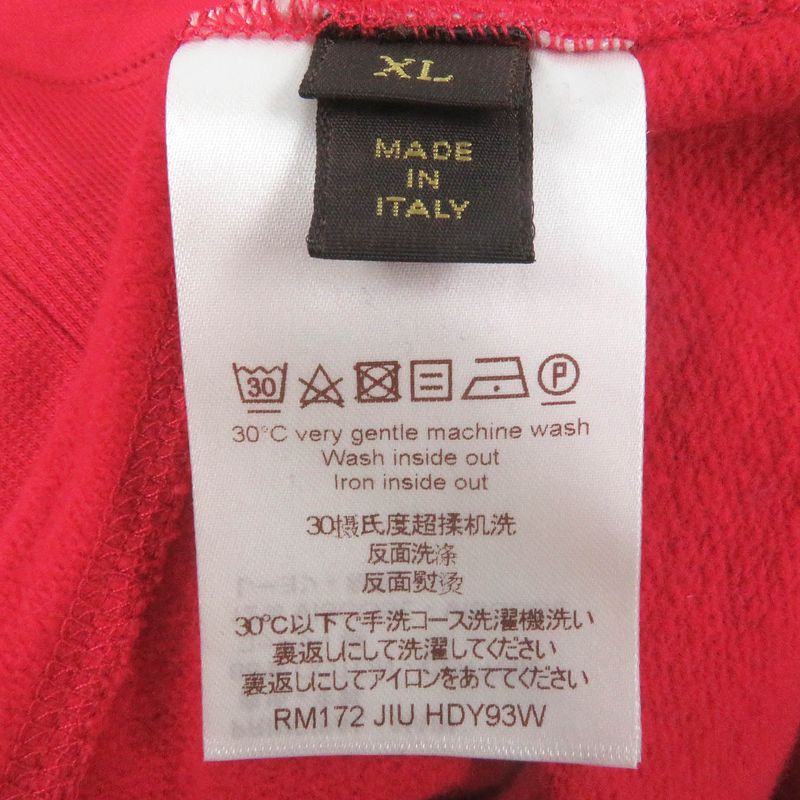 XL
MADE
IN
ITALY
30 P
30°C very gentle machine wash
Wash inside out
Iron inside out
30摄氏度超揉机洗
反面洗涤
反面熨烫
30℃以下で手洗コース洗濯機洗い
裏返しにして洗濯してください
裏返しにしてアイロンをあててください
RM172 JIU HDY93W